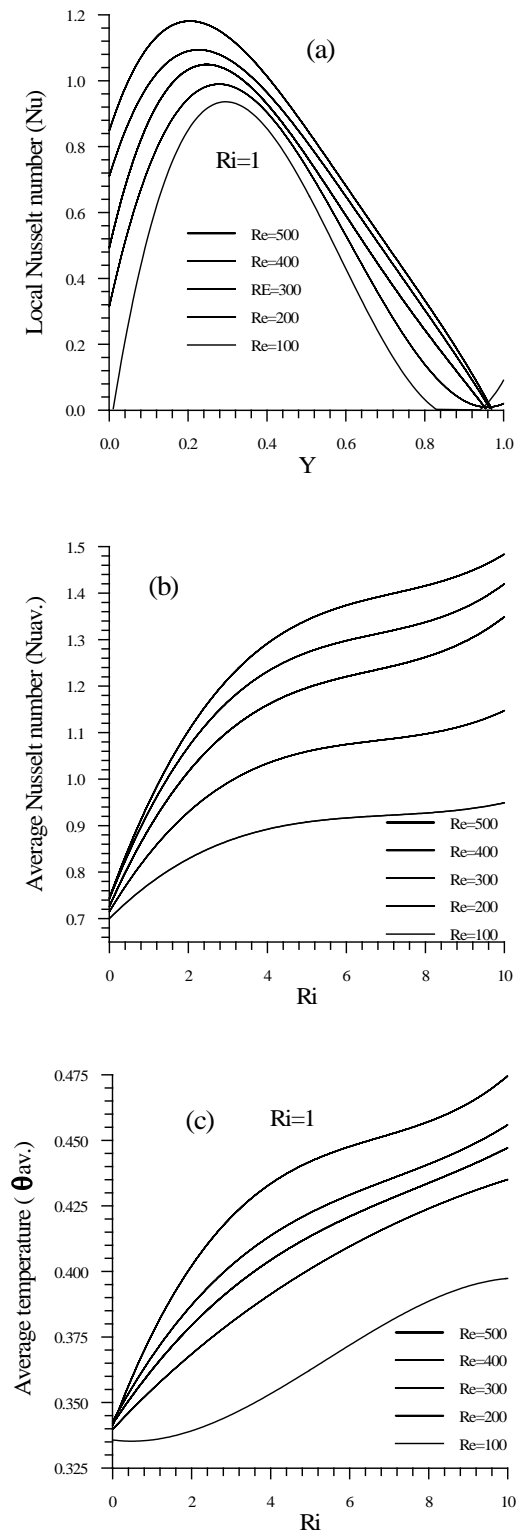 1.2
(a)
1.0
0.8
Ri=1
0.6
Re=500
Re=400
0.4
RE=300
Re=200
0.2
Re=100
0.0
0.0 0.2 0.4 0.6 0.8 1.0
Y
Local Nusselt number (Nu)
1.5
(b)
1.4
1.3
1.2
1.1
1.0
0.9
Re=500
Re=400
0.8
Re=300
Re=200
0.7
Re=100
0 2 4 6 8 10
Ri
Average Nusselt number (Nuav.)
0.475
(c) Ri=1
0.450
0.425
0.400
0.375
Re=500
Re=400
0.350
Re=300
Re=200
Re=100
0.325
0 2 4 6 8 10
Ri
Average temperature ( θav.)